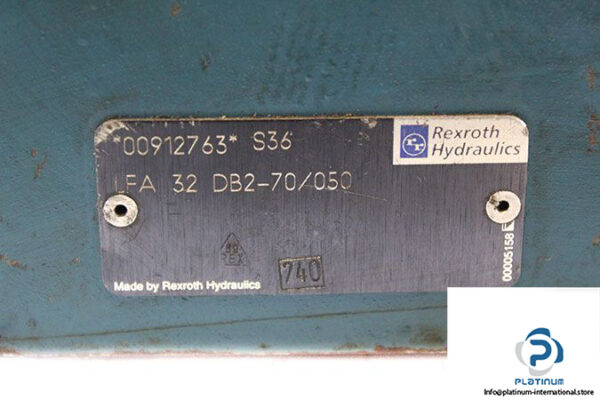 *00912763* S36
Rexroth
Hydraulics
LFA 32 DB2-70/050
740
Made by Rexroth Hydraulics
00005158
PLATINUM
Info@platinum-international.store